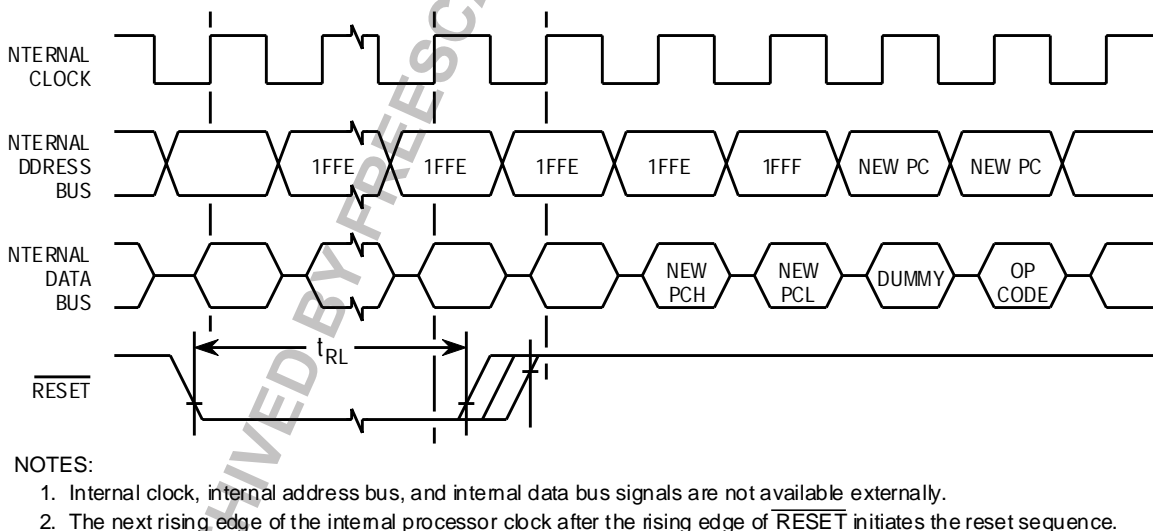 NTERNAL
CLOCK
NTERNAL
DDRESS
BUS
1FFE 1FFE 1FFE 1FFE 1FFF NEW PC NEW PC
NTERNAL
DATA
BUS
NEW
PCH
NEW
PCL
DUMMY
OP
CODE
tRL
RESET
NOTES:
1. Internal clock, internal address bus, and internal data bus signals are not available externally.
2. The next rising edge of the internal processor clock after the rising edge of RESET initiates the reset sequence.
HIVED BY FREESCA